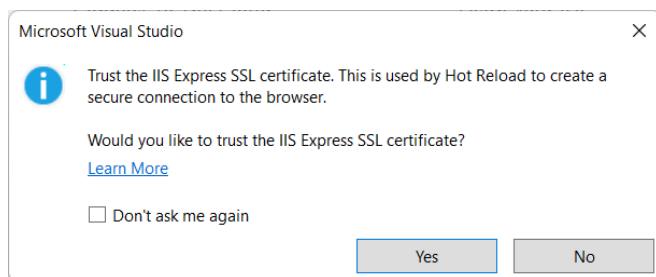 Microsoft Visual Studio
Trust the IIS Express SSL certificate. This is used by Hot Reload to create a
secure connection to the browser.
Would you like to trust the IIS Express SSL certificate?
Learn More
Don't ask me again
Yes No